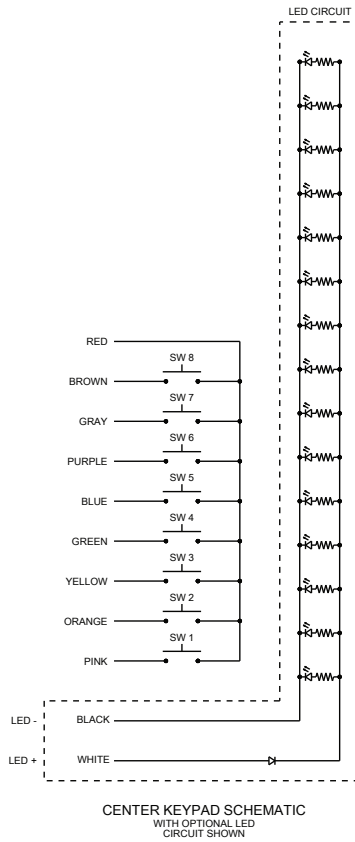 LED CIRCUIT
RED
SW 8
BROWN
SW 7
GRAY
SW 6
PURPLE
SW 5
BLUE
SW 4
GREEN
SW 3
YELLOW
SW 2
ORANGE
SW 1
PINK
LED - BLACK
LED + WHITE
CENTER KEYPAD SCHEMATIC
WITH OPTIONAL LED
CIRCUIT SHOWN